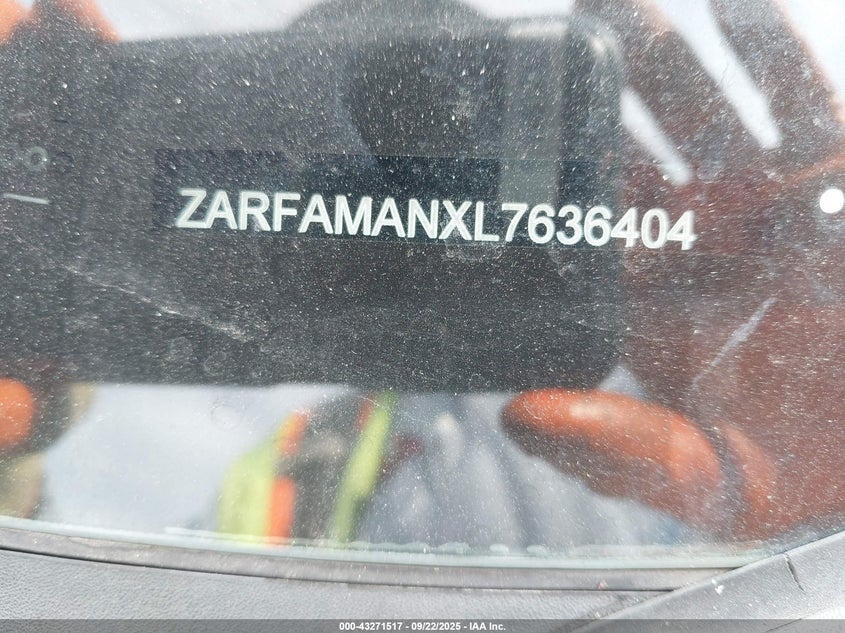 ZARFAMANXL7636404
000-43271517 - 09/22/2025 - IAA Inc.